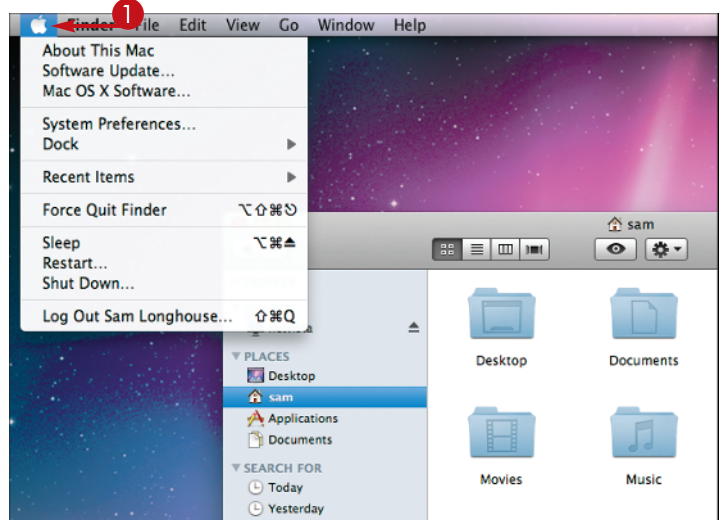 1
Finder File Edit View Go Window Help
About This Mac
Software Update...
Mac OS X Software...
System Preferences...
Dock
Recent Items
Force Quit Finder ⌥⇧⌘⎋
Sleep ⌥⌘⏏
Restart...
Shut Down...
Log Out Sam Longhouse... ⇧⌘Q
sam
PLACES
Desktop
sam
Applications
Documents
SEARCH FOR
Today
Yesterday
Desktop Documents
Movies Music